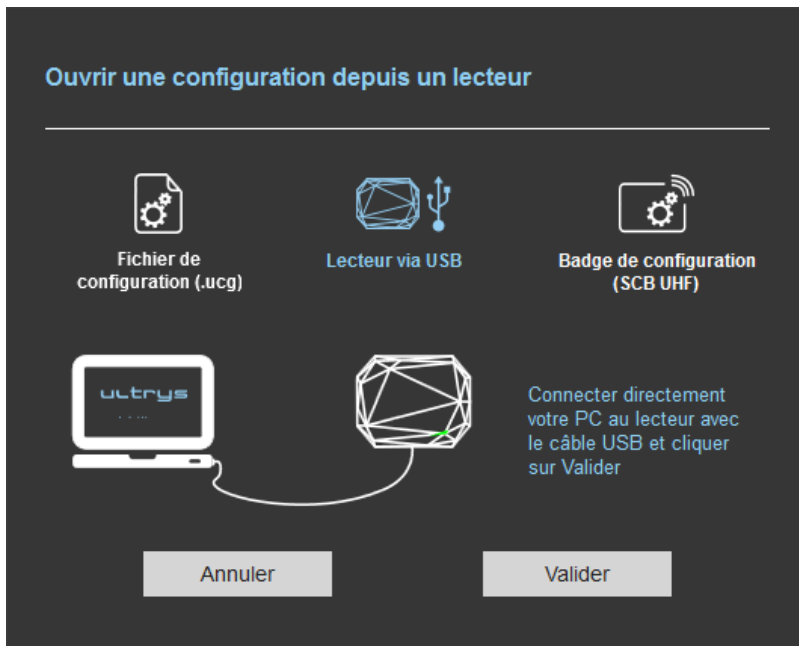 Ouvrir une configuration depuis un lecteur
Fichier de
configuration (.ucg)
Lecteur via USB
Badge de configuration
(SCB UHF)
ultrys
Connecter directement
votre PC au lecteur avec
le câble USB et cliquer
sur Valider
Annuler
Valider